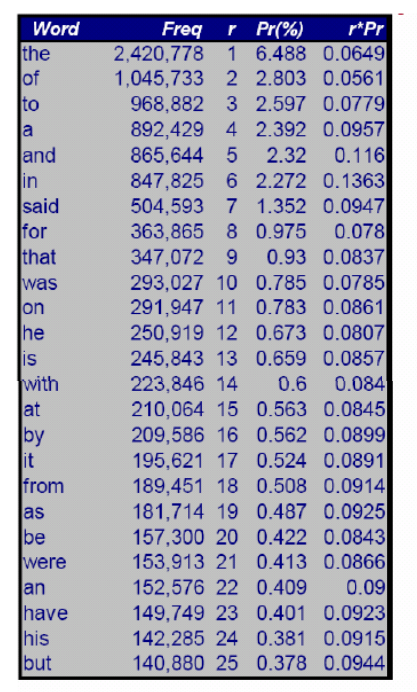 Word Freq r Pr(%) r*Pr
the 2,420,778 1 6.488 0.0649
of 1,045,733 2 2.803 0.0561
to 968,882 3 2.597 0.0779
a 892,429 4 2.392 0.0957
and 865,644 5 2.32 0.116
in 847,825 6 2.272 0.1363
said 504,593 7 1.352 0.0947
for 363,865 8 0.975 0.078
that 347,072 9 0.93 0.0837
was 293,027 10 0.785 0.0785
on 291,947 11 0.783 0.0861
he 250,919 12 0.673 0.0807
is 245,843 13 0.659 0.0857
with 223,846 14 0.6 0.084
at 210,064 15 0.563 0.0845
by 209,586 16 0.562 0.0899
it 195,621 17 0.524 0.0891
from 189,451 18 0.508 0.0914
as 181,714 19 0.487 0.0925
be 157,300 20 0.422 0.0843
were 153,913 21 0.413 0.0866
an 152,576 22 0.409 0.09
have 149,749 23 0.401 0.0923
his 142,285 24 0.381 0.0915
but 140,880 25 0.378 0.0944